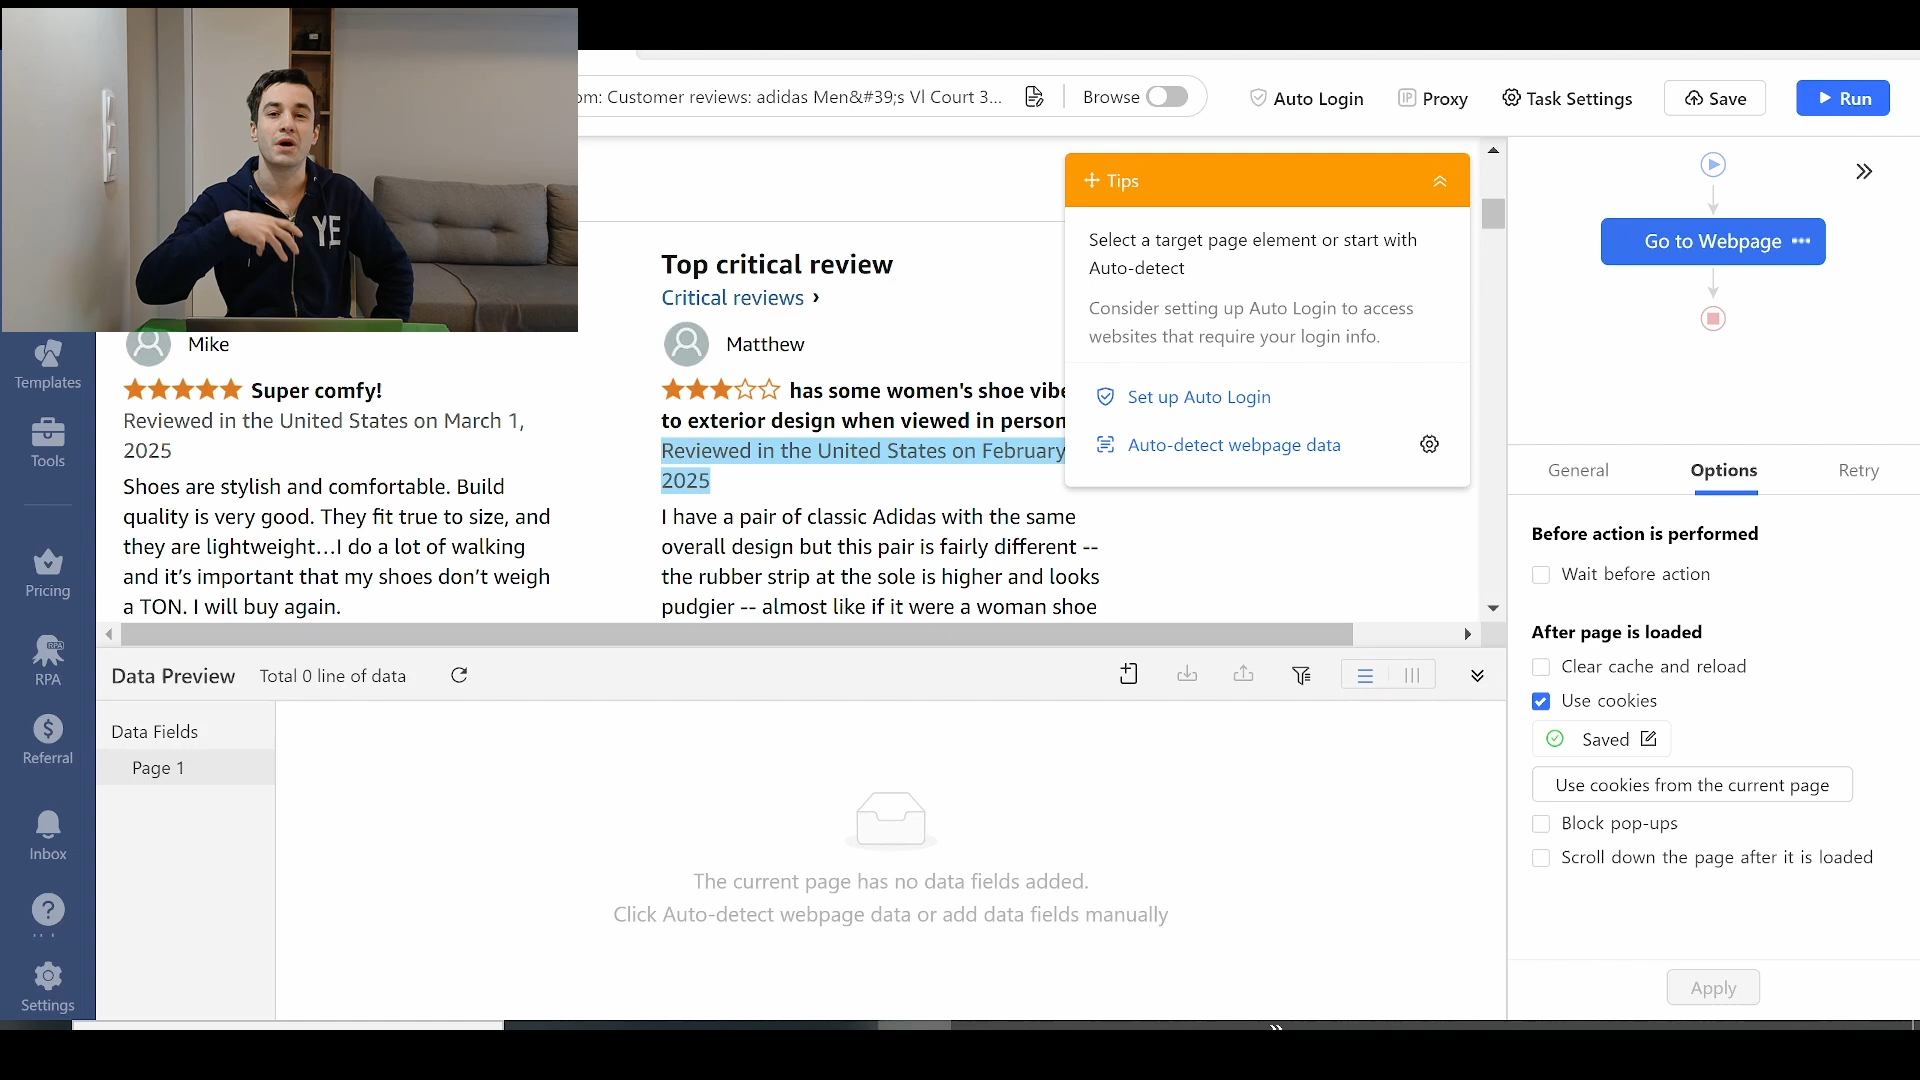 YE
om: Customer reviews: adidas Men&#39;s Vl Court 3...
Browse
Auto Login
Proxy
Task Settings
Save
Run
Templates
Tools
Pricing
RPA
Referral
Inbox
Settings
Top critical review
Critical reviews ›
Mike
Super comfy!
Reviewed in the United States on March 1,
2025
Shoes are stylish and comfortable. Build
quality is very good. They fit true to size, and
they are lightweight...I do a lot of walking
and it's important that my shoes don't weigh
a TON. I will buy again.
Matthew
has some women's shoe vibe
to exterior design when viewed in person
Reviewed in the United States on February
2025
I have a pair of classic Adidas with the same
overall design but this pair is fairly different --
the rubber strip at the sole is higher and looks
pudgier -- almost like if it were a woman shoe
Tips
Select a target page element or start with
Auto-detect
Consider setting up Auto Login to access
websites that require your login info.
Set up Auto Login
Auto-detect webpage data
Data Preview
Total 0 line of data
Data Fields
Page 1
The current page has no data fields added.
Click Auto-detect webpage data or add data fields manually
Go to Webpage
General
Options
Retry
Before action is performed
Wait before action
After page is loaded
Clear cache and reload
Use cookies
Saved
Use cookies from the current page
Block pop-ups
Scroll down the page after it is loaded
Apply